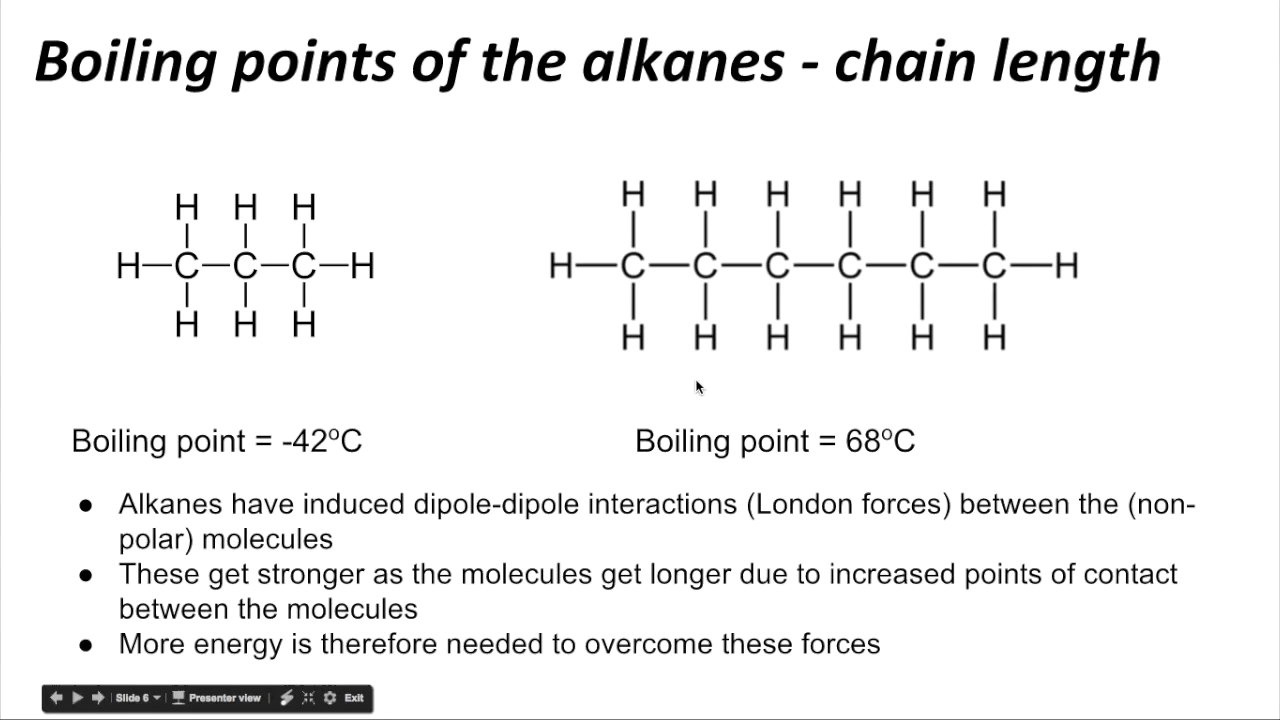 Boiling points of the alkanes - chain length
H H H
H—C—C—C—H
H H H
H H H H H H
H—C—C—C—C—C—C—H
H H H H H H
Boiling point = -42ºC
Boiling point = 68ºC
● Alkanes have induced dipole-dipole interactions (London forces) between the (non-
polar) molecules
● These get stronger as the molecules get longer due to increased points of contact
between the molecules
● More energy is therefore needed to overcome these forces
Slide 6 Presenter view Exit